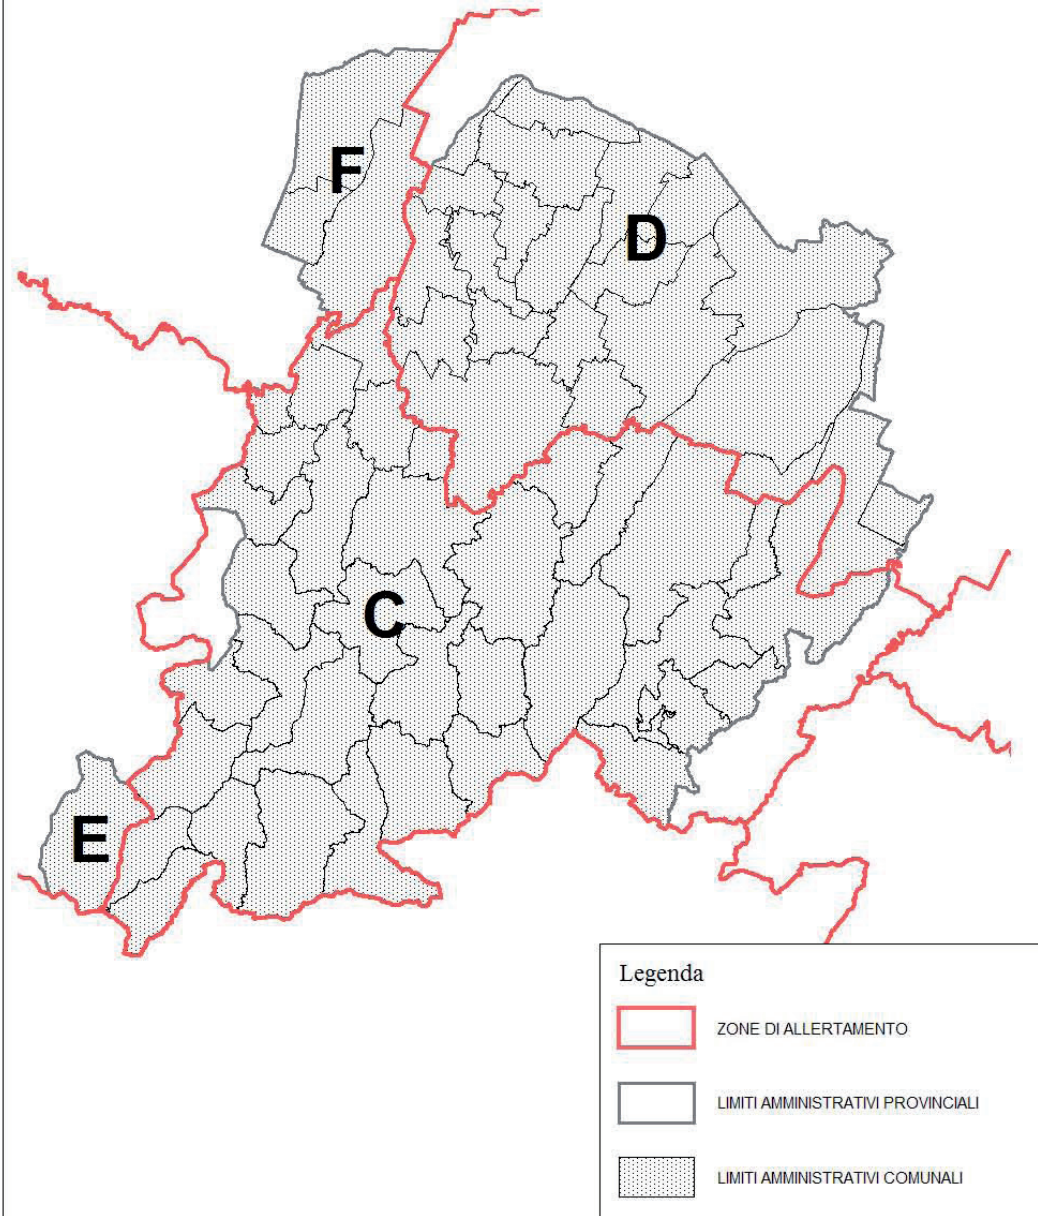 F
D
C
E
Legenda
ZONE DI ALLERTAMENTO
LIMITI AMMINISTRATIVI PROVINCIALI
LIMITI AMMINISTRATIVI COMUNALI